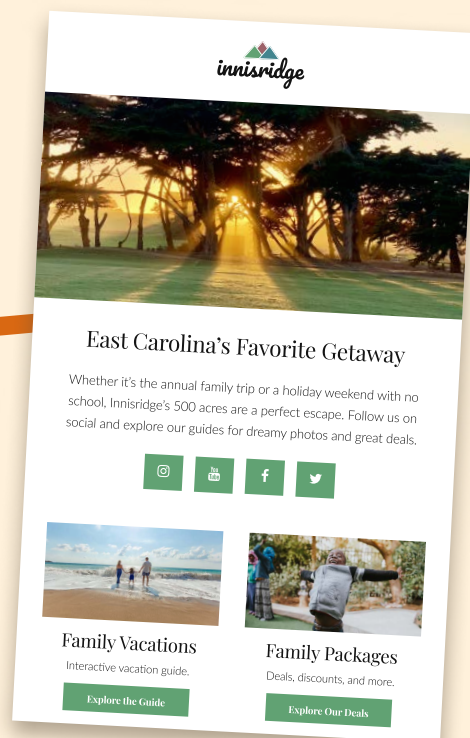 innisridge
East Carolina's Favorite Getaway
Whether it's the annual family trip or a holiday weekend with no
school, Innisridge's 500 acres are a perfect escape. Follow us on
social and explore our guides for dreamy photos and great deals.
You
Tube
Family Vacations
Interactive vacation guide.
Explore the Guide
Family Packages
Deals, discounts, and more.
Explore Our Deals